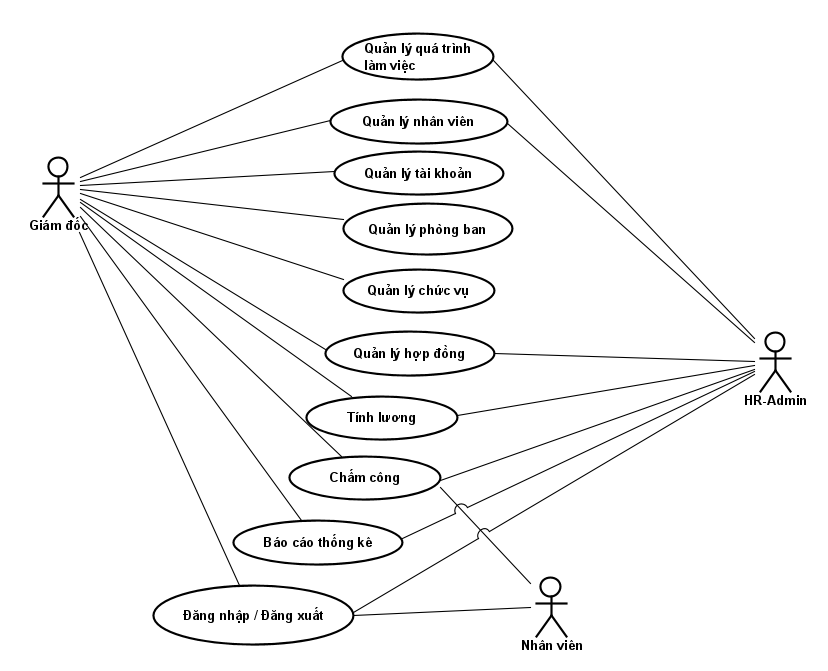 Quản lý quá trình
làm việc
Quản lý nhân viên
Quản lý tài khoản
Giám đốc
Quản lý phòng ban
Quản lý chức vụ
Quản lý hợp đồng
HR-Admin
Tính lương
Chấm công
Báo cáo thống kê
Đăng nhập / Đăng xuất
Nhân viên